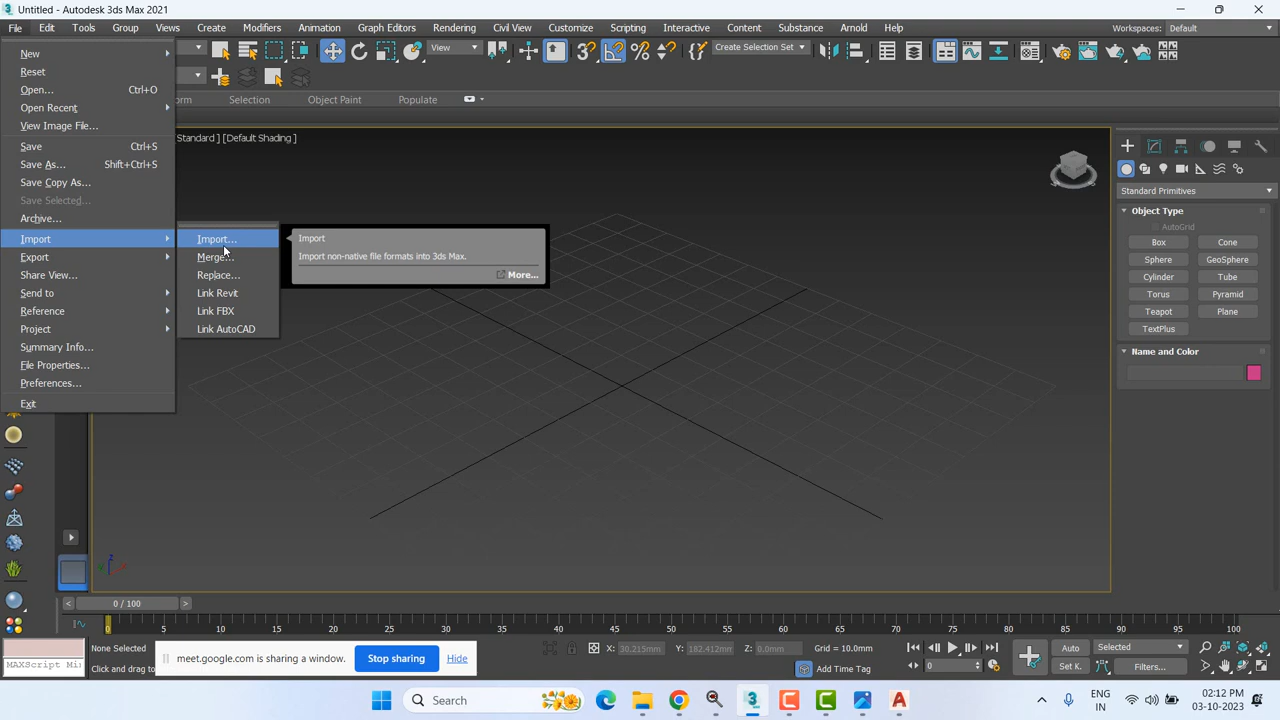 Untitled - Autodesk 3ds Max 2021
File Edit Tools Group Views Create Modifiers Animation Graph Editors Rendering Civil View Customize Scripting Interactive Content Substance Arnold Help Workspaces: Default
View Create Selection Set
Selection Object Paint Populate
Standard ] [Default Shading ]
New
Reset
Open... Ctrl+O
Open Recent
View Image File...
Save Ctrl+S
Save As... Shift+Ctrl+S
Save Copy As...
Save Selected...
Archive...
Import
Export
Share View...
Send to
Reference
Project
Summary Info...
File Properties...
Preferences...
Exit
Import...
Merge...
Replace...
Link Revit
Link FBX
Link AutoCAD
Import
Import non-native file formats into 3ds Max.
More...
Standard Primitives
Object Type
AutoGrid
Box Cone
Sphere GeoSphere
Cylinder Tube
Torus Pyramid
Teapot Plane
TextPlus
Name and Color
0 / 100
0 5 10 15 20 25 30 35 40 45 50 55 60 65 70 75 80 85 90 95 100
None Selected
MAXScript Mi
Click and drag to
meet.google.com is sharing a window. Stop sharing Hide
X: 30.215mm Y: 182.412mm Z: 0.0mm Grid = 10.0mm
Add Time Tag
Auto Selected
0 Set K. Filters...
Search
ENG
IN
02:12 PM
03-10-2023